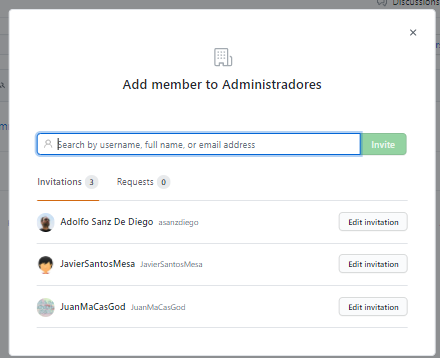 Discussions
Add member to Administradores
Search by username, full name, or email address
Invite
Invitations 3
Requests 0
Adolfo Sanz De Diego asanzdiego
Edit invitation
JavierSantosMesa JavierSantosMesa
Edit invitation
JuanMaCasGod JuanMaCasGod
Edit invitation